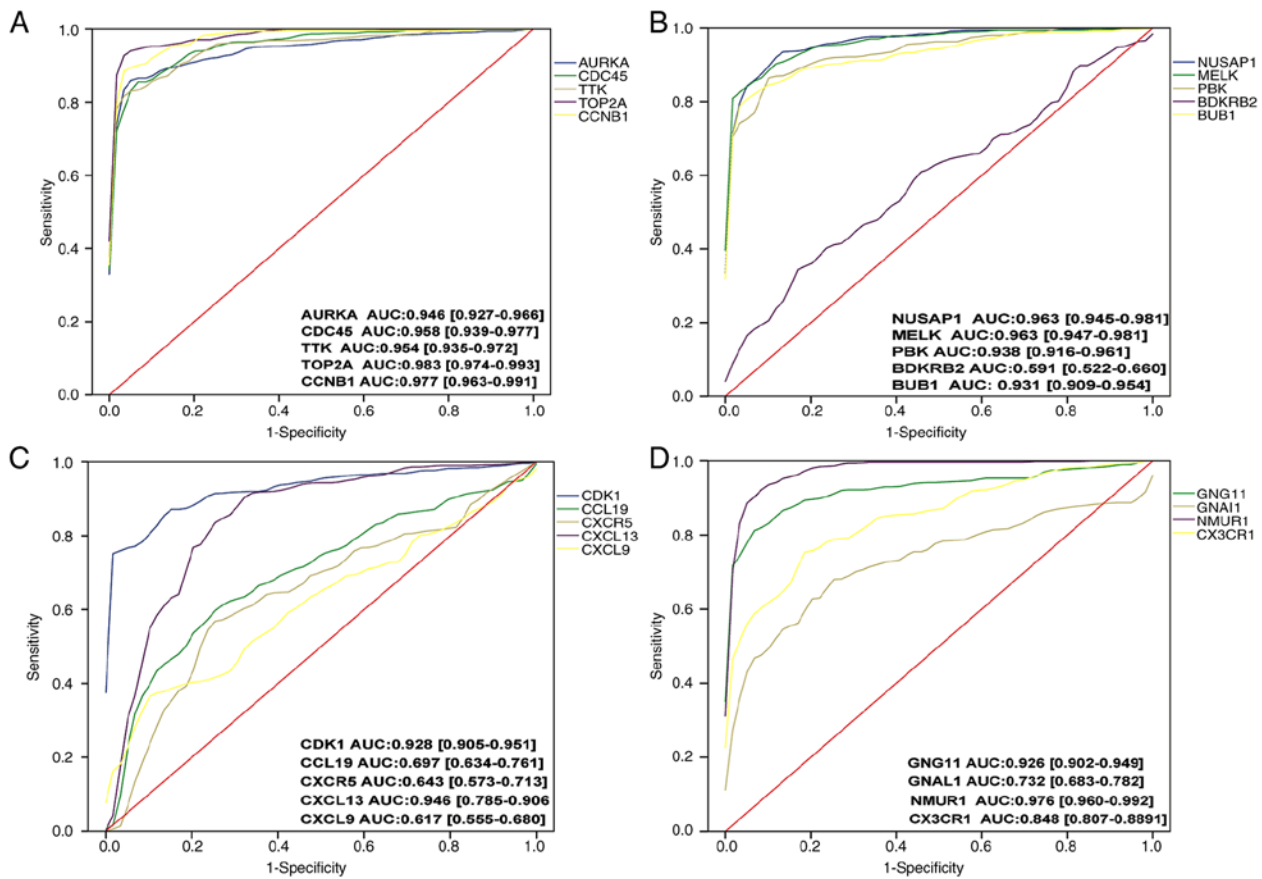 A
1.0
0.8
0.6
0.4
0.2
0.0
Sensitivity
0.0
0.2
0.4
0.6
0.8
1.0
1-Specificity
AURKA
CDC45
TTK
TOP2A
CCNB1
AURKA AUC:0.946 [0.927-0.966]
CDC45 AUC:0.958 [0.939-0.977]
TTK AUC:0.954 [0.935-0.972]
TOP2A AUC:0.983 [0.974-0.993]
CCNB1 AUC:0.977 [0.963-0.991]
B
1.0
0.8
0.6
0.4
0.2
0.0
Sensitivity
0.0
0.2
0.4
0.6
0.8
1.0
1-Specificity
NUSAP1
MELK
PBK
BDKRB2
BUB1
NUSAP1 AUC:0.963 [0.945-0.981]
MELK AUC:0.963 [0.947-0.981]
PBK AUC:0.938 [0.916-0.961]
BDKRB2 AUC:0.591 [0.522-0.660]
BUB1 AUC: 0.931 [0.909-0.954]
C
1.0
0.8
0.6
0.4
0.2
0.0
Sensitivity
0.0
0.2
0.4
0.6
0.8
1.0
1-Specificity
CDK1
CCL19
CXCR5
CXCL13
CXCL9
CDK1 AUC:0.928 [0.905-0.951]
CCL19 AUC:0.697 [0.634-0.761]
CXCR5 AUC:0.643 [0.573-0.713]
CXCL13 AUC:0.946 [0.785-0.906
CXCL9 AUC:0.617 [0.555-0.680]
D
1.0
0.8
0.6
0.4
0.2
0.0
Sensitivity
0.0
0.2
0.4
0.6
0.8
1.0
1-Specificity
GNG11
GNAI1
NMUR1
CX3CR1
GNG11 AUC:0.926 [0.902-0.949]
GNAL1 AUC:0.732 [0.683-0.782]
NMUR1 AUC:0.976 [0.960-0.992]
CX3CR1 AUC:0.848 [0.807-0.8891]